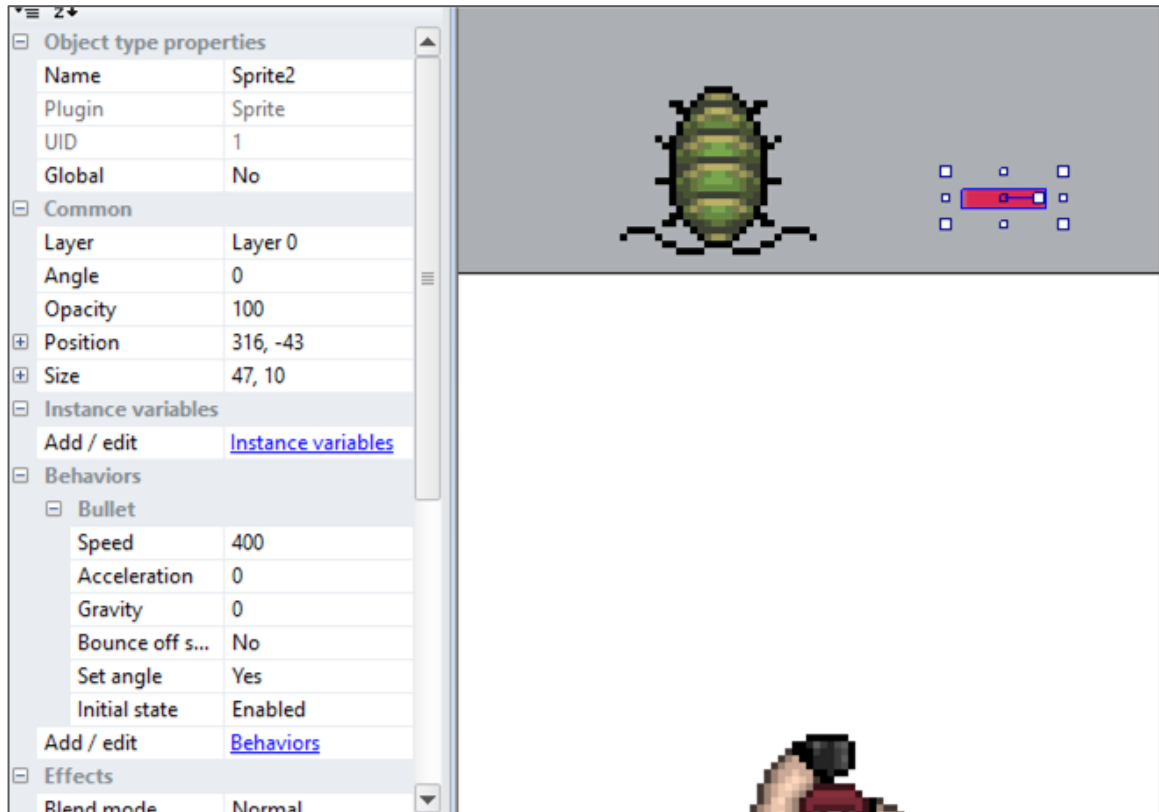 Object type properties
Name Sprite2
Plugin Sprite
UID 1
Global No
Common
Layer Layer 0
Angle 0
Opacity 100
Position 316, -43
Size 47, 10
Instance variables
Add / edit Instance variables
Behaviors
Bullet
Speed 400
Acceleration 0
Gravity 0
Bounce off s...  No
Set angle Yes
Initial state Enabled
Add / edit Behaviors
Effects
Blend mode Normal